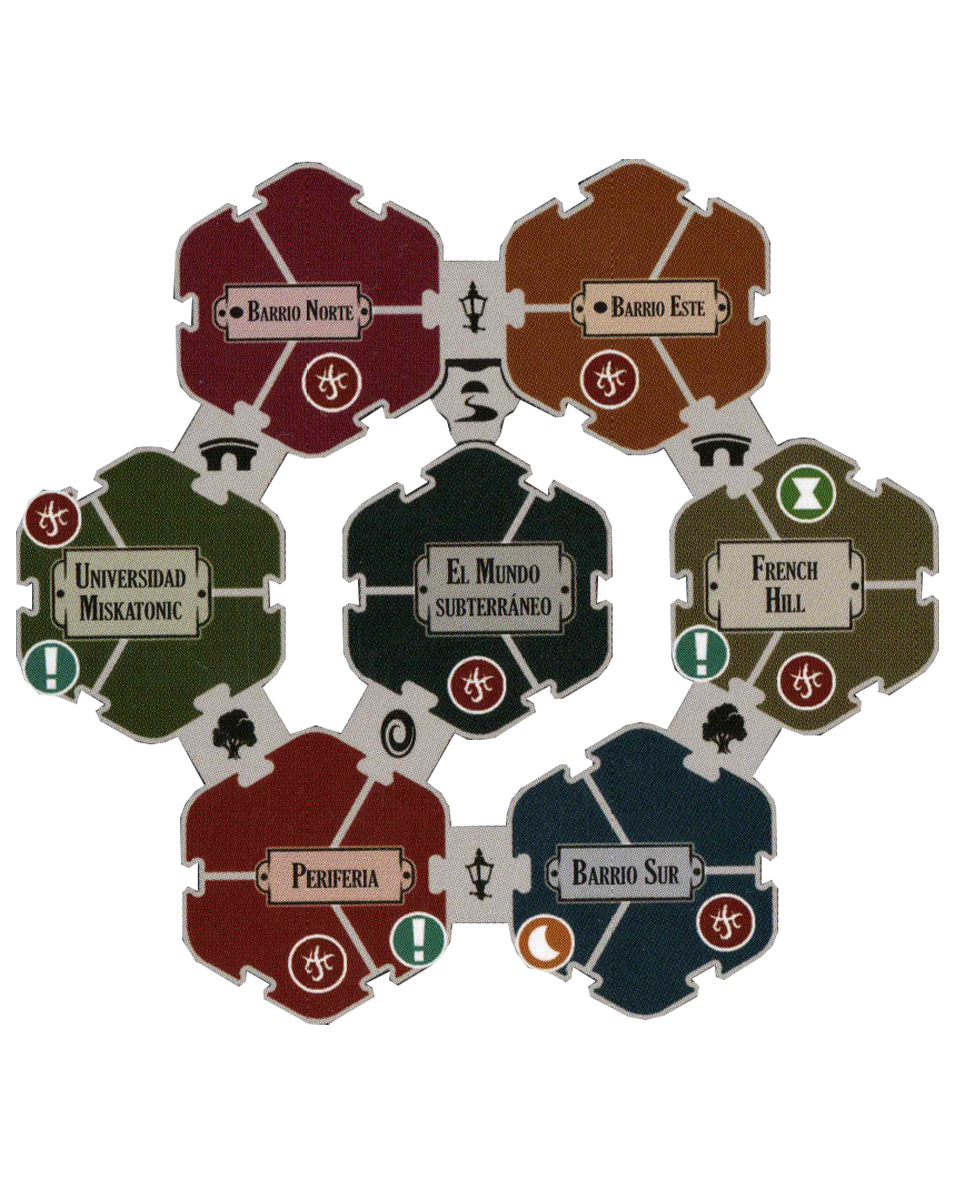 BARRIO NORTE
BARRIO ESTE
UNIVERSIDAD
MISKATONIC
EL MUNDO
SUBTERRÁNEO
FRENCH
HILL
PERIFERIA
BARRIO SUR